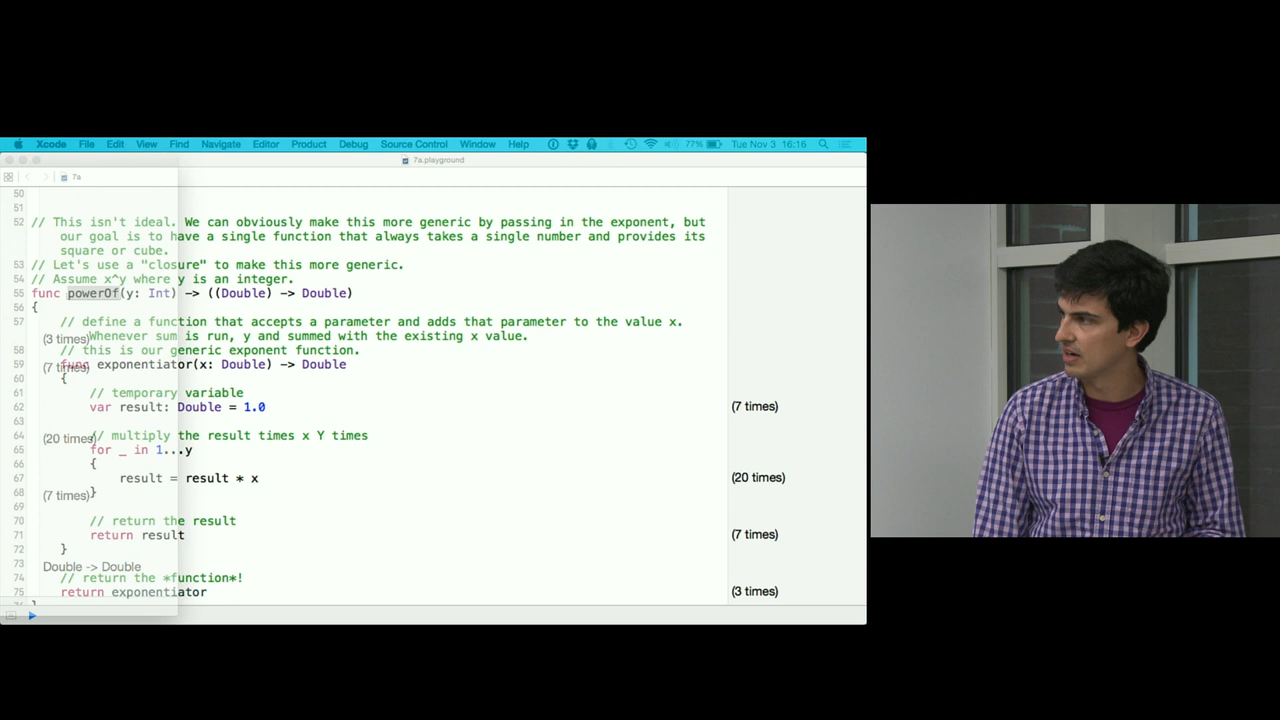 Xcode File Edit View Find Navigate Editor Product Debug Source Control Window Help 77% Tue Nov 3 16:16
7a.playground
7a
50
51
52 // This isn't ideal. We can obviously make this more generic by passing in the exponent, but
our goal is to have a single function that always takes a single number and provides its
square or cube.
53 // Let's use a "closure" to make this more generic.
54 // Assume x^y where y is an integer.
55 func powerOf(y: Int) -> ((Double) -> Double)
56 {
57 // define a function that accepts a parameter and adds that parameter to the value x.
(3 times) Whenever sum is run, y and summed with the existing x value.
58 // this is our generic exponent function.
59 func exponentiator(x: Double) -> Double
(7 times)
60 {
61 // temporary variable
62 var result: Double = 1.0 (7 times)
63
64 // multiply the result times x Y times
(20 times)
65 for _ in 1...y
66 {
67 result = result * x (20 times)
68 }
(7 times)
69
70 // return the result
71 return result (7 times)
72 }
73
Double -> Double
74 // return the *function*!
75 return exponentiator (3 times)